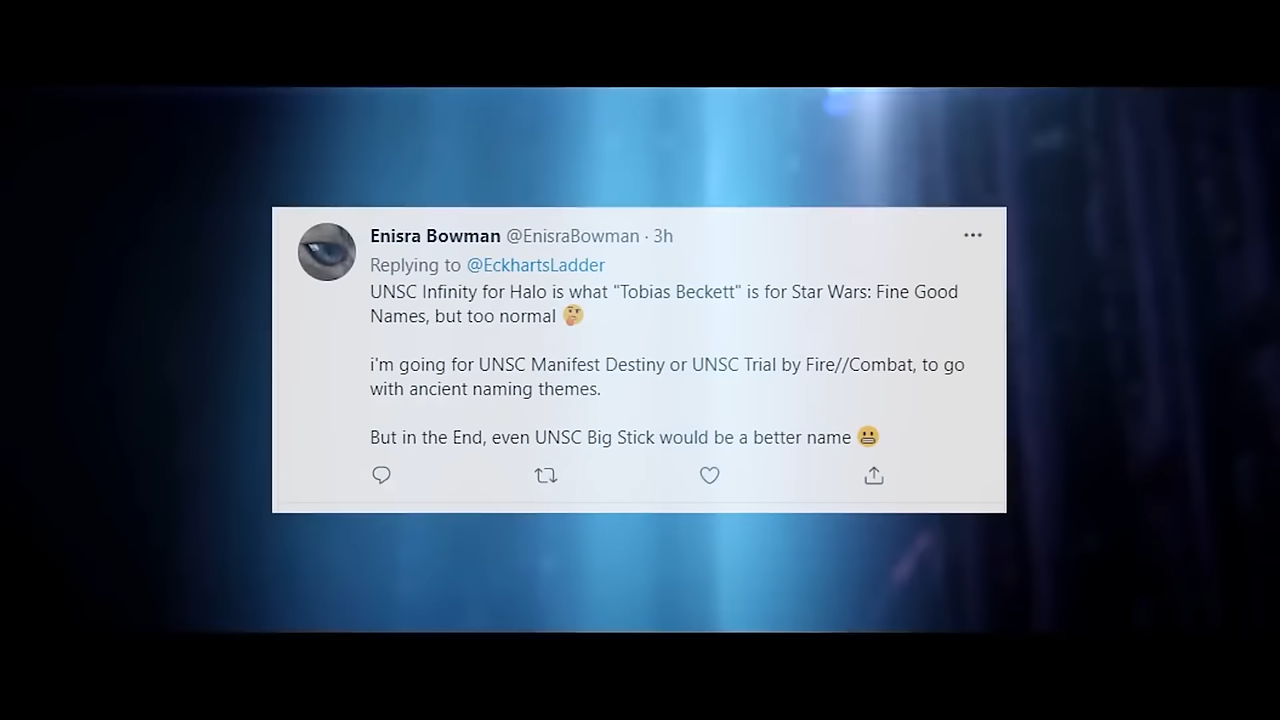 Enisra Bowman @EnisraBowman · 3h
Replying to @EckhartsLadder
UNSC Infinity for Halo is what "Tobias Beckett" is for Star Wars: Fine Good
Names, but too normal 🤔
i'm going for UNSC Manifest Destiny or UNSC Trial by Fire//Combat, to go
with ancient naming themes.
But in the End, even UNSC Big Stick would be a better name 😬